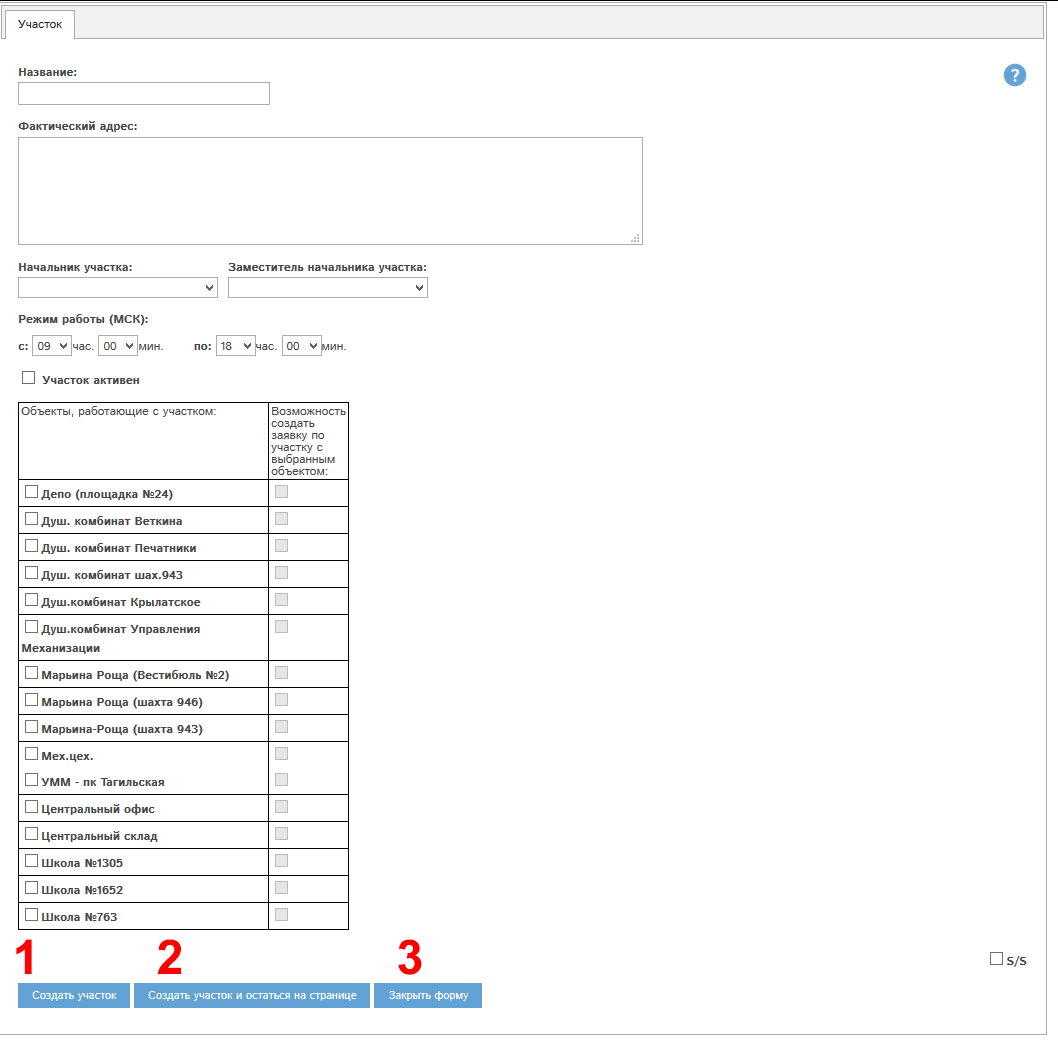 Участок
Название:
?
Фактический адрес:
Начальник участка: Заместитель начальника участка:
Режим работы (МСК):
с: 09 час. 00 мин. по: 18 час. 00 мин.
Участок активен
Объекты, работающие с участком:
Возможность
создать
заявку по
участку с
выбранным
объектом:
Депо (площадка №24)
Душ. комбинат Веткина
Душ. комбинат Печатники
Душ. комбинат шах.943
Душ.комбинат Крылатское
Душ.комбинат Управления
Механизации
Марьина Роща (Вестибюль №2)
Марьина Роща (шахта 946)
Марьина-Роща (шахта 943)
Мех.цех.
УММ - пк Тагильская
Центральный офис
Центральный склад
Школа №1305
Школа №1652
Школа №763
1 2 3
S/S
Создать участок Создать участок и остаться на странице Закрыть форму